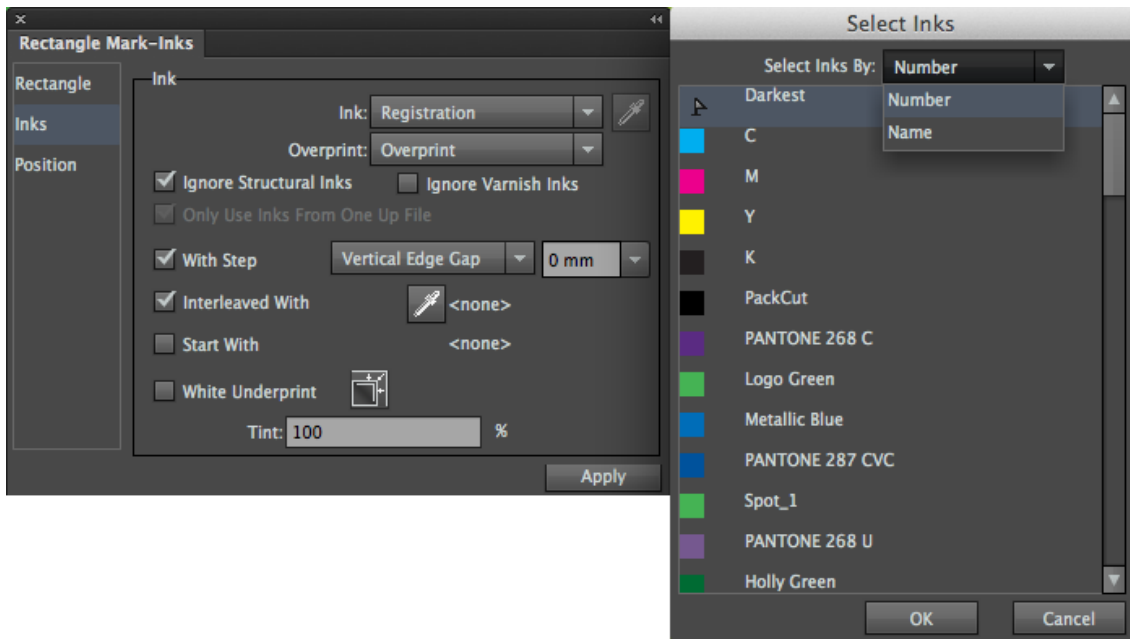 Rectangle Mark-Inks
Rectangle
Inks
Position
Ink
Ink: Registration
Overprint: Overprint
Ignore Structural Inks Ignore Varnish Inks
Only Use Inks From One Up File
With Step Vertical Edge Gap 0 mm
Interleaved With <none>
Start With <none>
White Underprint
Tint: 100 %
Apply
Select Inks
Select Inks By: Number
Number
Name
Darkest
C
M
Y
K
PackCut
PANTONE 268 C
Logo Green
Metallic Blue
PANTONE 287 CVC
Spot_1
PANTONE 268 U
Holly Green
OK Cancel